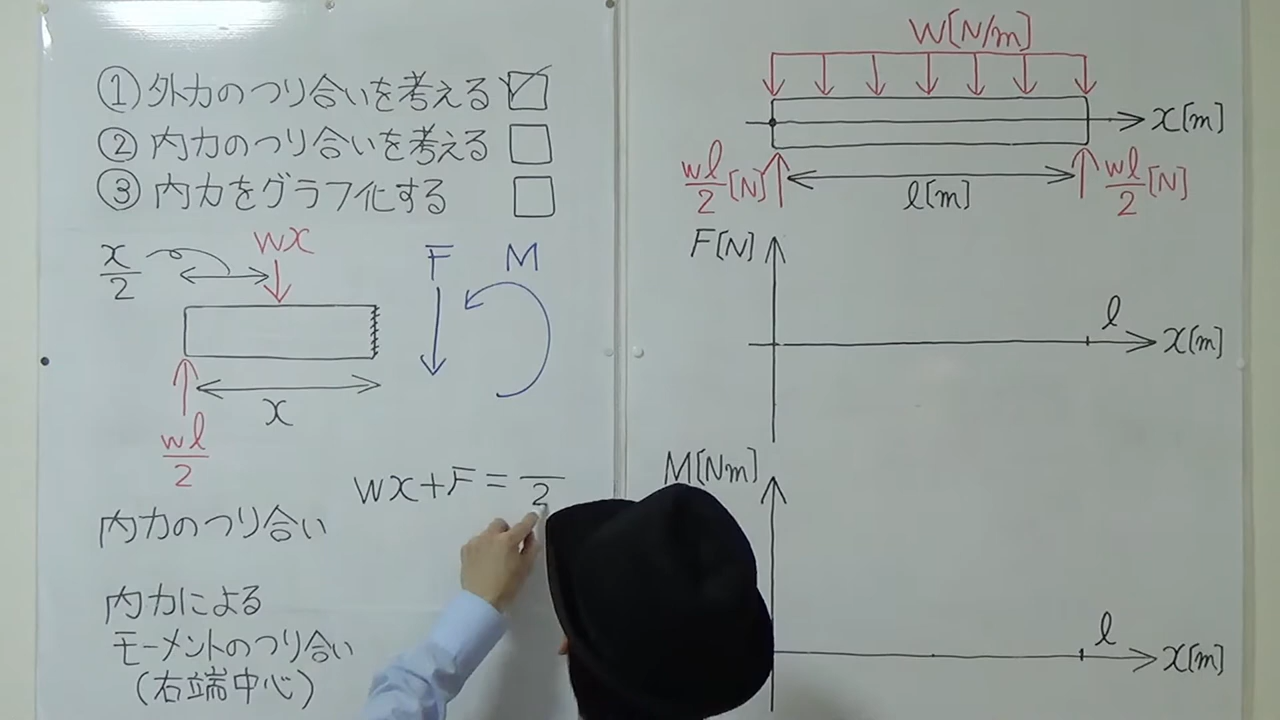 ①外力のつり合いを考える
②内力のつり合いを考える
③内力をグラフ化する
x/2
wx
F
M
x
wl/2
wx+F= /2
内力のつり合い
内力による
モーメントのつり合い
(右端中心)
w[N/m]
x[m]
wl/2[N]
l[m]
wl/2[N]
F[N]
l
x[m]
M[Nm]
l
x[m]